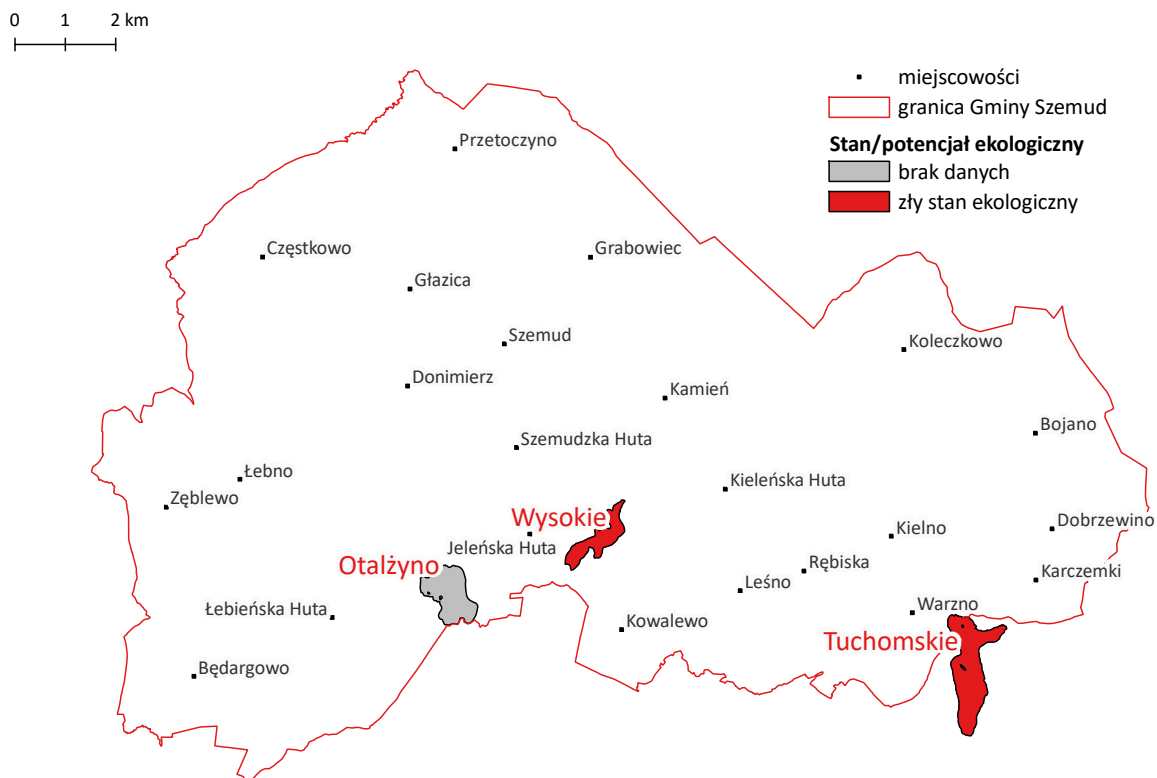 0 1 2 km
miejscowości
granica Gminy Szemud
Stan/potencjał ekologiczny
brak danych
zły stan ekologiczny
Przetoczyno
Częstkowo
Grabowiec
Głazica
Szemud
Koleczkowo
Donimierz
Kamień
Bojano
Szemudzka Huta
Łebno
Kieleńska Huta
Zęblewo
Wysokie
Dobrzewino
Kielno
Jeleńska Huta
Otalżyno
Rębiska
Karczemki
Leśno
Łebieńska Huta
Warzno
Kowalewo
Tuchomskie
Będargowo